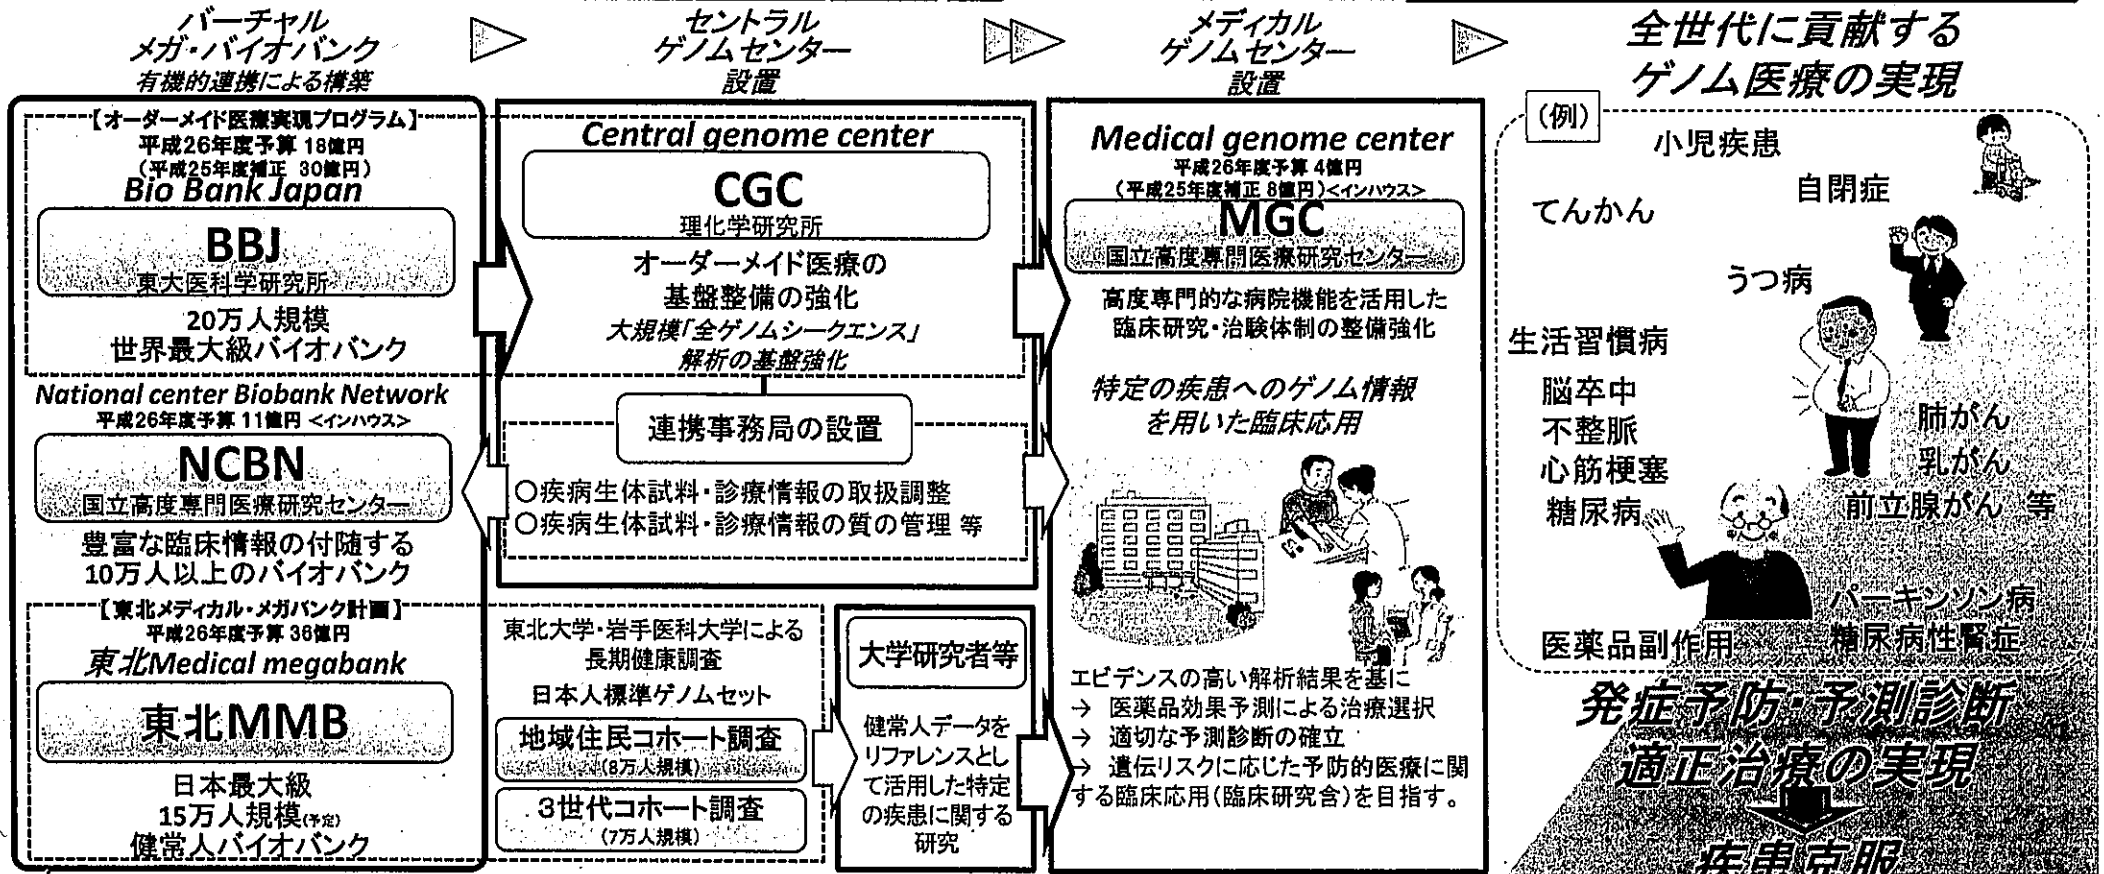 バーチャル
メガ・バイオバンク
有機的連携による構築
セントラル
ゲノムセンター
設置
メディカル
ゲノムセンター
設置
全世代に貢献する
ゲノム医療の実現
【オーダーメイド医療実現プログラム】
平成26年度予算 18億円
（平成25年度補正 30億円）
Bio Bank Japan
BBJ
東大医科学研究所
20万人規模
世界最大級バイオバンク
National center Biobank Network
平成26年度予算 11億円 <インハウス>
NCBN
国立高度専門医療研究センター
豊富な臨床情報の付随する
10万人以上のバイオバンク
【東北メディカル・メガバンク計画】
平成26年度予算 36億円
東北Medical megabank
東北MMB
日本最大級
15万人規模(予定)
健常人バイオバンク
Central genome center
CGC
理化学研究所
オーダーメイド医療の
基盤整備の強化
大規模「全ゲノムシークエンス」
解析の基盤強化
連携事務局の設置
○疾病生体試料・診療情報の取扱調整
○疾病生体試料・診療情報の質の管理 等
東北大学・岩手医科大学による
長期健康調査
日本人標準ゲノムセット
地域住民コホート調査
(8万人規模)
3世代コホート調査
(7万人規模)
大学研究者等
健常人データを
リファレンスとし
て活用した特定
の疾患に関する
研究
Medical genome center
平成26年度予算 4億円
（平成25年度補正 8億円）<インハウス>
MGC
国立高度専門医療研究センター
高度専門的な病院機能を活用した
臨床研究・治験体制の整備強化
特定の疾患へのゲノム情報
を用いた臨床応用
エビデンスの高い解析結果を基に
→ 医薬品効果予測による治療選択
→ 適切な予測診断の確立
→ 遺伝リスクに応じた予防的医療に関
する臨床応用(臨床研究含)を目指す。
(例)
小児疾患
自閉症
てんかん
うつ病
生活習慣病
脳卒中
不整脈
心筋梗塞
糖尿病
肺がん
乳がん
前立腺がん 等
パーキンソン病
糖尿病性腎症
医薬品副作用
発症予防・予測診断
適正治療の実現
疾患克服